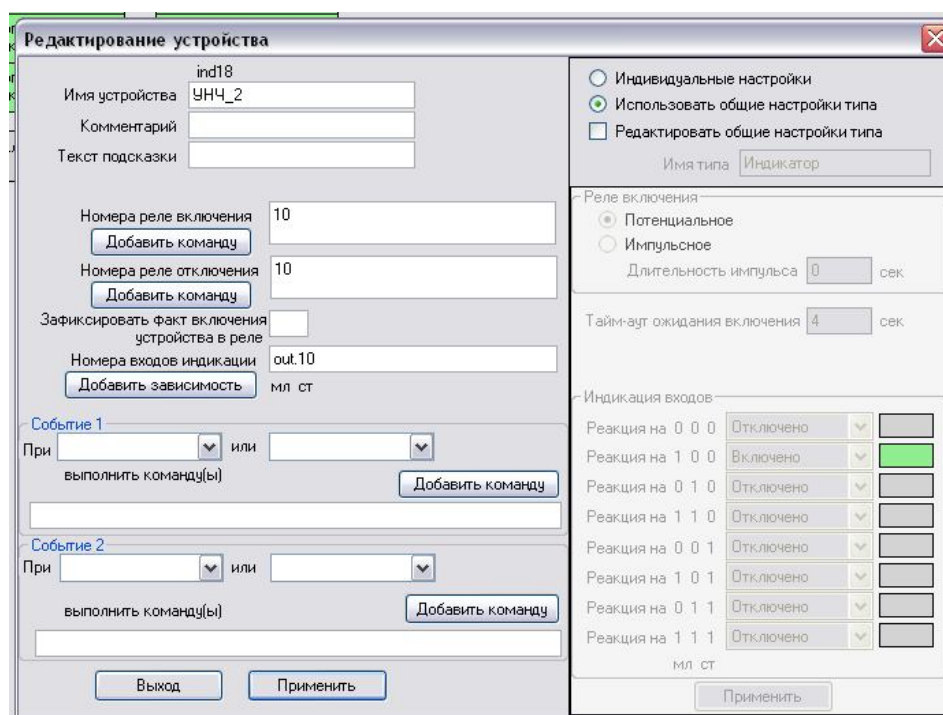 Редактирование устройства
ind18
Имя устройства УНЧ_2
Комментарий
Текст подсказки
Номера реле включения 10
Добавить команду
Номера реле отключения 10
Добавить команду
Зафиксировать факт включения
устройства в реле
Номера входов индикации out.10
Добавить зависимость мл ст
Событие 1
При или
выполнить команду(ы)
Добавить команду
Событие 2
При или
выполнить команду(ы) Добавить команду
Выход Применить
Индивидуальные настройки
Использовать общие настройки типа
Редактировать общие настройки типа
Имя типа Индикатор
Реле включения
Потенциальное
Импульсное
Длительность импульса 0 сек
Тайм-аут ожидания включения 4 сек
Индикация входов
Реакция на 0 0 0 Отключено
Реакция на 1 0 0 Включено
Реакция на 0 1 0 Отключено
Реакция на 1 1 0 Отключено
Реакция на 0 0 1 Отключено
Реакция на 1 0 1 Отключено
Реакция на 0 1 1 Отключено
Реакция на 1 1 1 Отключено
мл ст
Применить